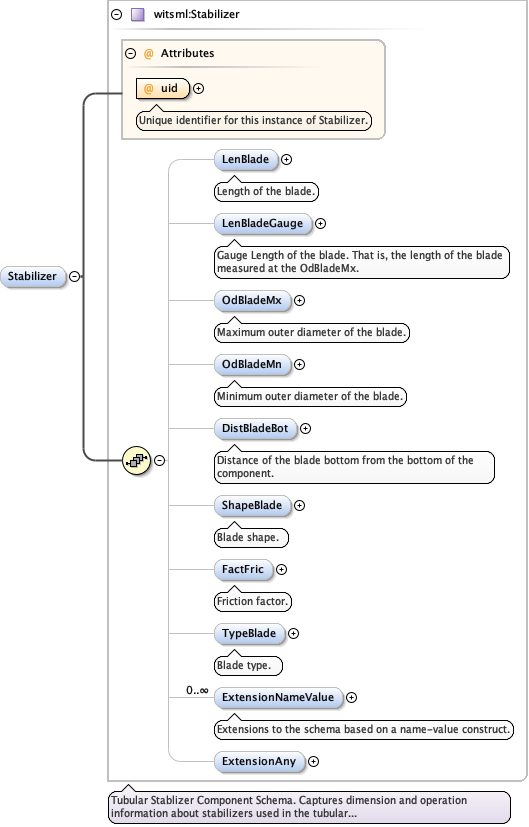 witsml:Stabilizer
@ Attributes
@ uid
Unique identifier for this instance of Stabilizer.
LenBlade
Length of the blade.
LenBladeGauge
Gauge Length of the blade. That is, the length of the blade
measured at the OdBladeMx.
Stabilizer
OdBladeMx
Maximum outer diameter of the blade.
OdBladeMn
Minimum outer diameter of the blade.
DistBladeBot
Distance of the blade bottom from the bottom of the
component.
ShapeBlade
Blade shape.
FactFric
Friction factor.
TypeBlade
Blade type.
0..∞
ExtensionNameValue
Extensions to the schema based on a name-value construct.
ExtensionAny
Tubular Stablizer Component Schema. Captures dimension and operation
information about stabilizers used in the tubular...